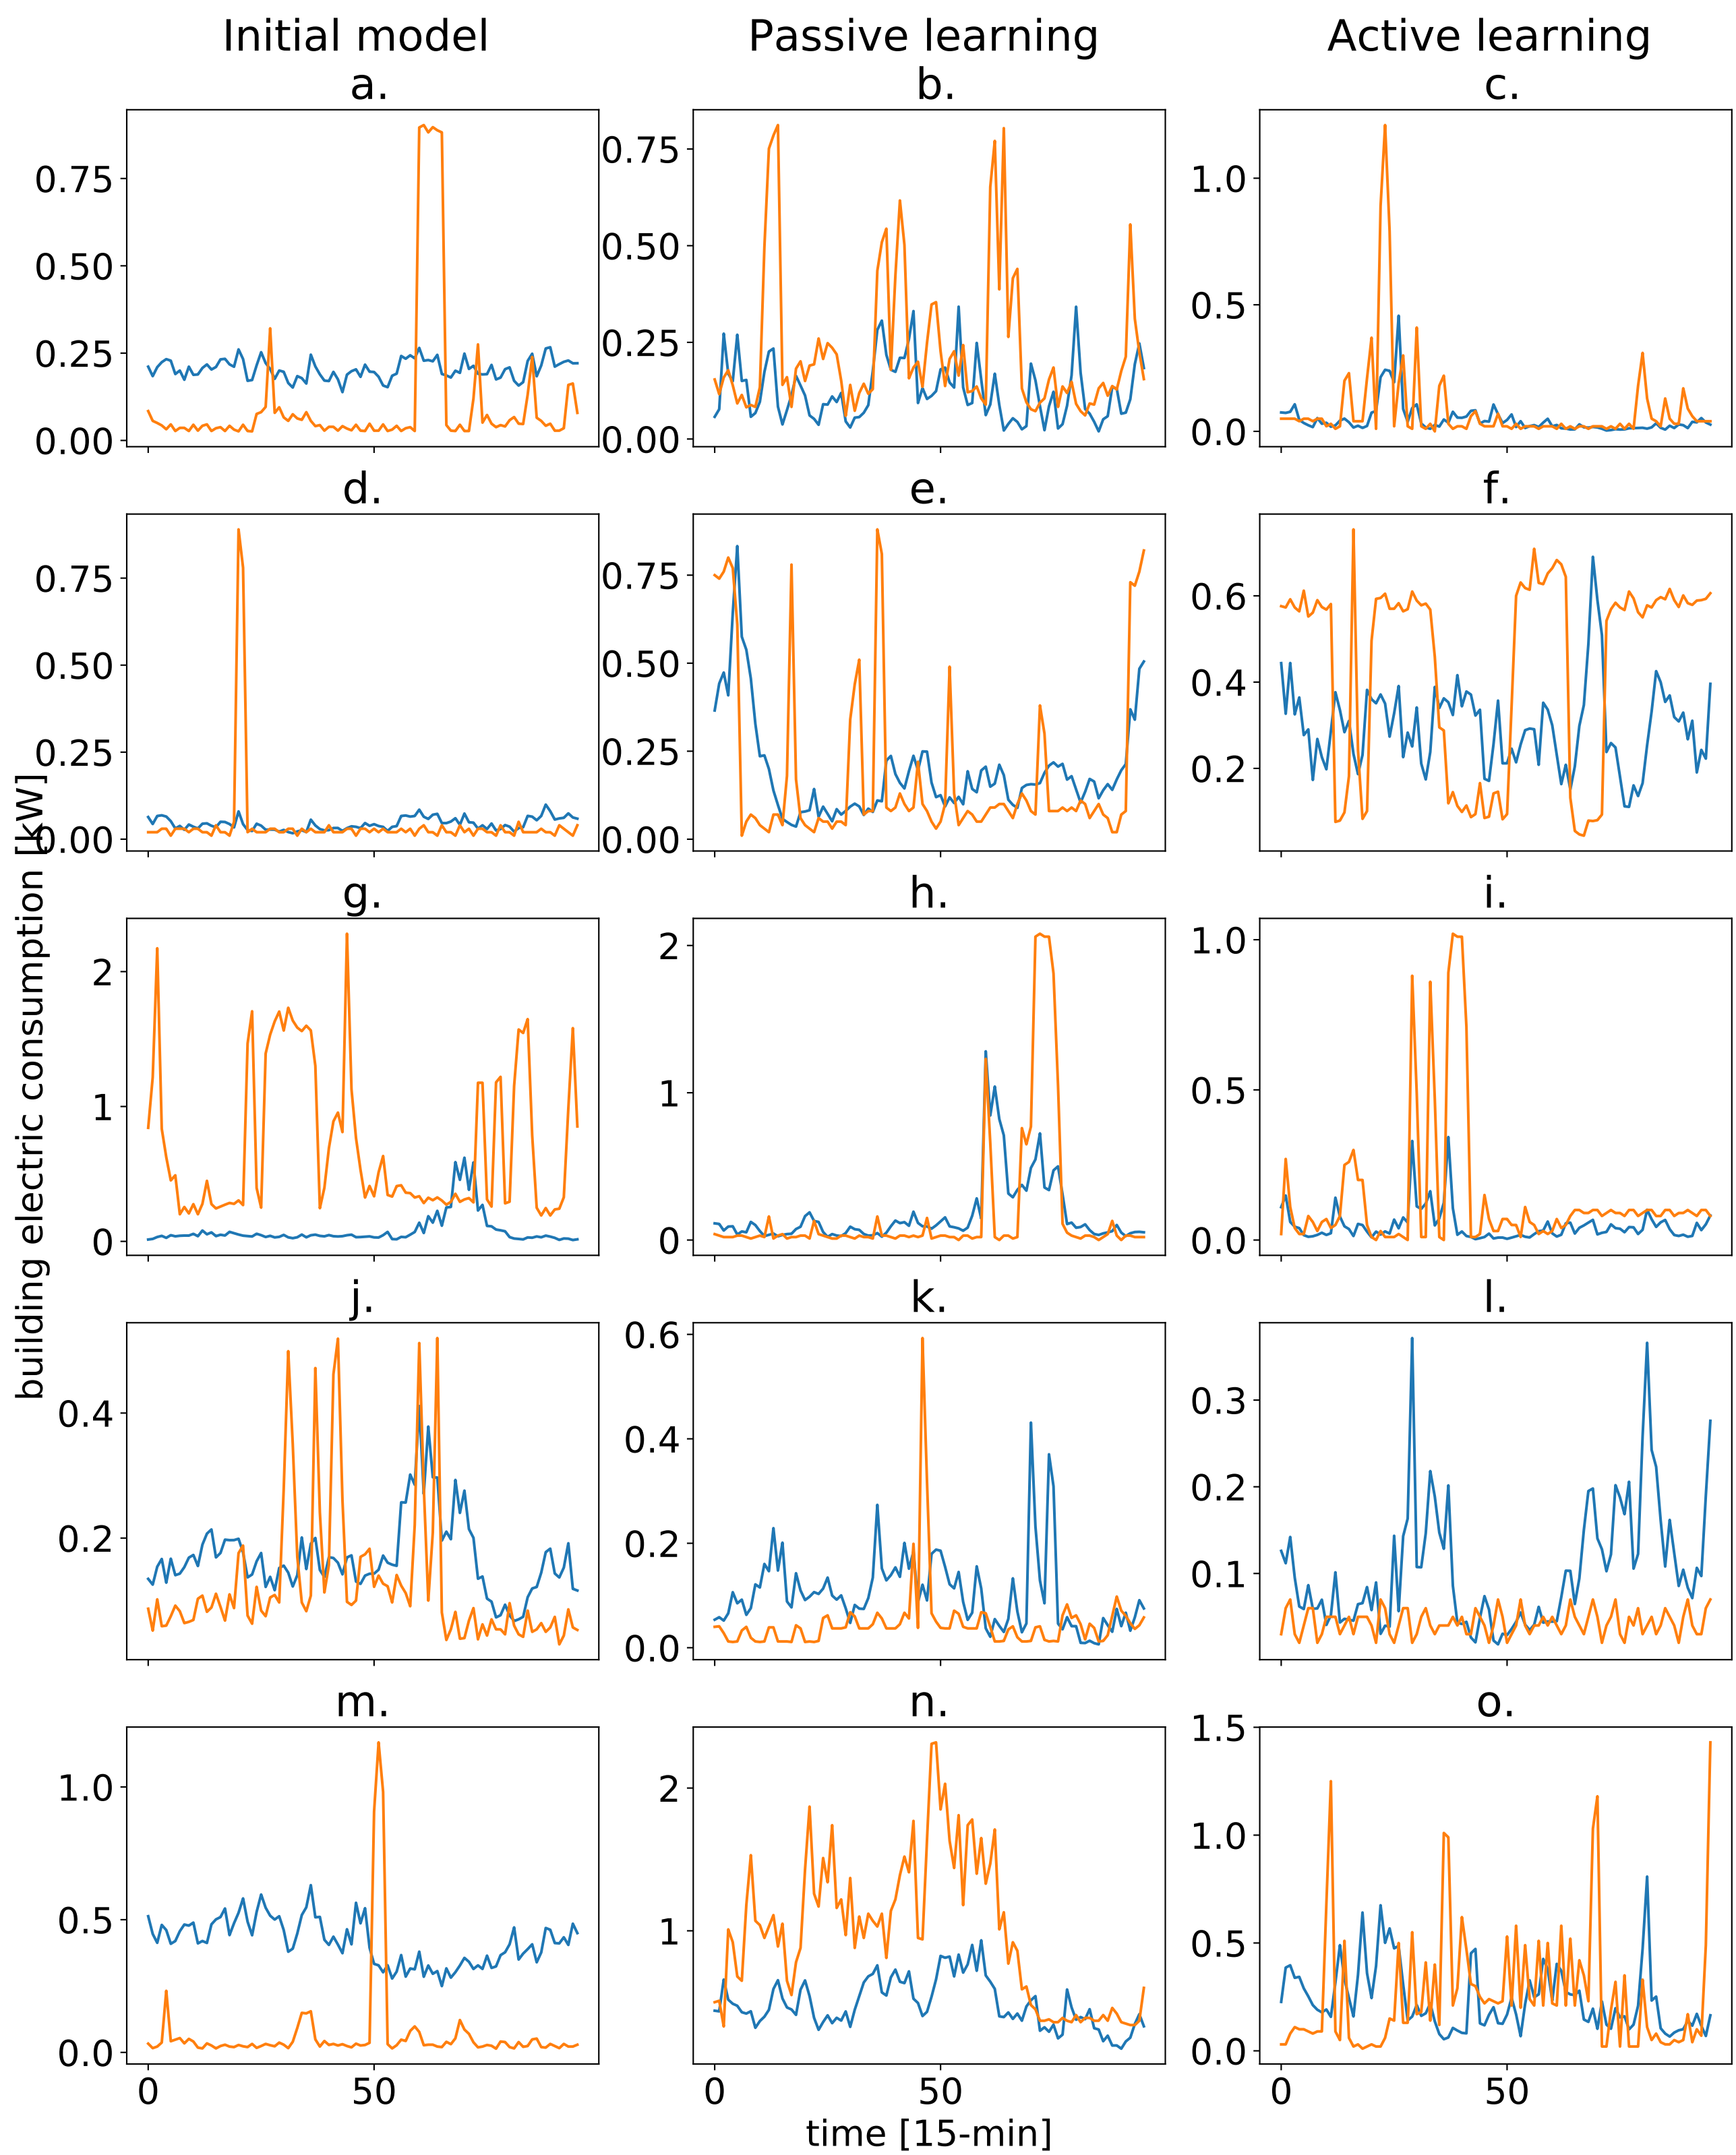 Initial model Passive learning Active learning
a. b. c.
0.75 0.75 1.0
0.50 0.50 0.5
0.25 0.25
0.00 0.00 0.0
d. e. f.
0.75 0.75 0.6
0.50 0.50 0.4
0.25 0.25 0.2
0.00 0.00
building electric consumption [kW]
g. h. i.
2 2 1.0
1 1 0.5
0 0 0.0
j. k. l.
0.4 0.6 0.3
0.2 0.4 0.2
0.2 0.1
0.0
m. n. o.
1.0 2 1.5
0.5 1 1.0
0.0 0.5
0.0
0 50 0 50 0 50
time [15-min]